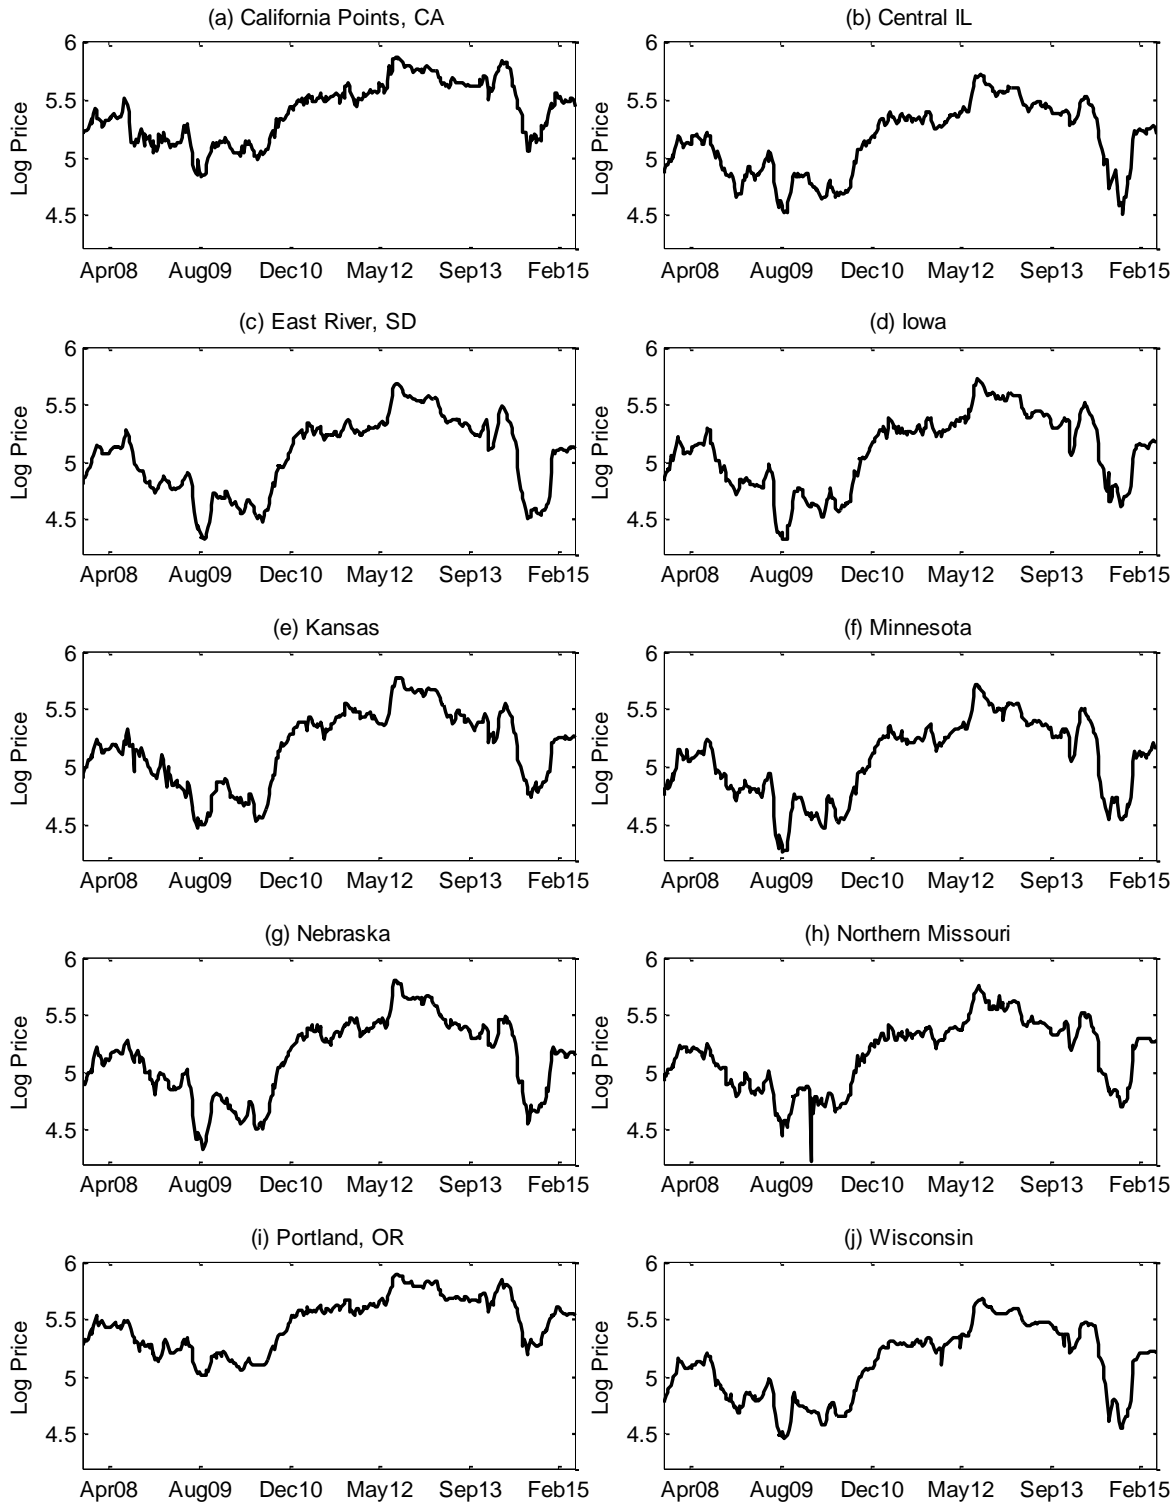 (a) California Points, CA
6
5.5
5
4.5
Log Price
Apr08 Aug09 Dec10 May12 Sep13 Feb15
(b) Central IL
6
5.5
5
4.5
Log Price
Apr08 Aug09 Dec10 May12 Sep13 Feb15
(c) East River, SD
6
5.5
5
4.5
Log Price
Apr08 Aug09 Dec10 May12 Sep13 Feb15
(d) Iowa
6
5.5
5
4.5
Log Price
Apr08 Aug09 Dec10 May12 Sep13 Feb15
(e) Kansas
6
5.5
5
4.5
Log Price
Apr08 Aug09 Dec10 May12 Sep13 Feb15
(f) Minnesota
6
5.5
5
4.5
Log Price
Apr08 Aug09 Dec10 May12 Sep13 Feb15
(g) Nebraska
6
5.5
5
4.5
Log Price
Apr08 Aug09 Dec10 May12 Sep13 Feb15
(h) Northern Missouri
6
5.5
5
4.5
Log Price
Apr08 Aug09 Dec10 May12 Sep13 Feb15
(i) Portland, OR
6
5.5
5
4.5
Log Price
Apr08 Aug09 Dec10 May12 Sep13 Feb15
(j) Wisconsin
6
5.5
5
4.5
Log Price
Apr08 Aug09 Dec10 May12 Sep13 Feb15